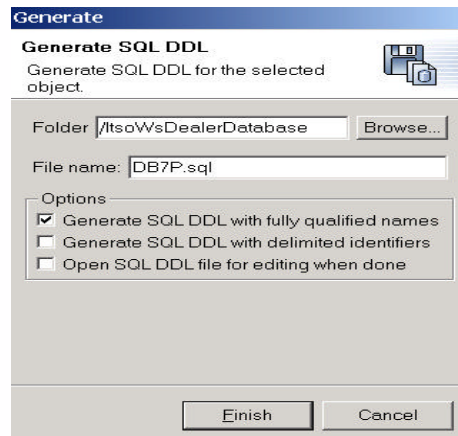 Generate
Generate SQL DDL
Generate SQL DDL for the selected
object.
Folder /ItsoWsDealerDatabase Browse...
File name: DB7P.sql
Options
Generate SQL DDL with fully qualified names
Generate SQL DDL with delimited identifiers
Open SQL DDL file for editing when done
Finish Cancel